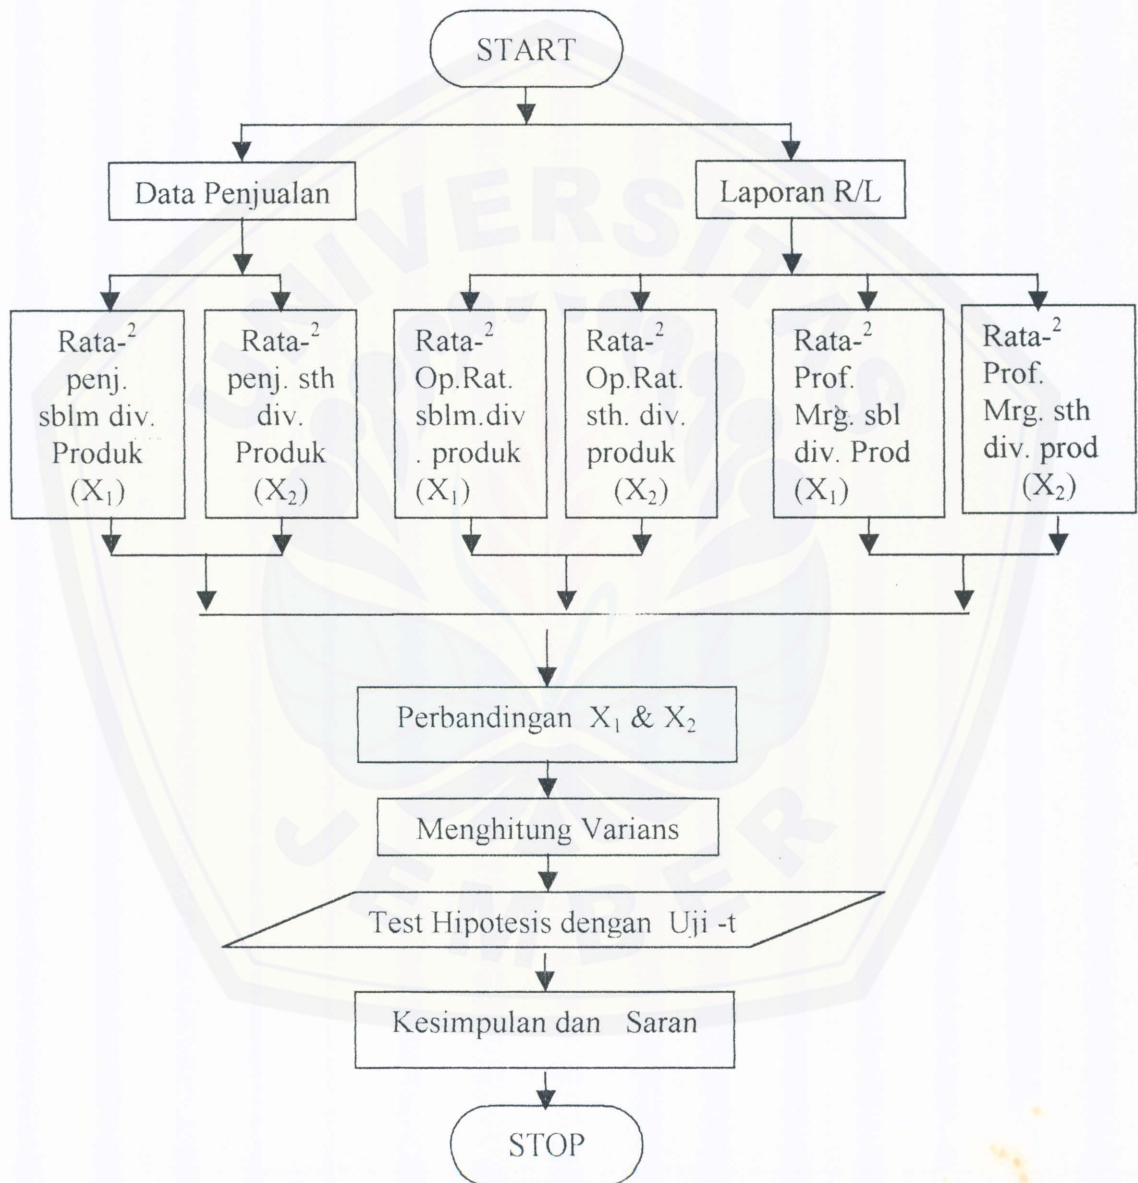 START
Data Penjualan
Laporan R/L
Rata-²
penj.
sblm div.
Produk
(X₁)
Rata-²
penj. sth
div.
Produk
(X₂)
Rata-²
Op.Rat.
sblm.div
. produk
(X₁)
Rata-²
Op.Rat.
sth. div.
produk
(X₂)
Rata-²
Prof.
Mrg. sbl
div. Prod
(X₁)
Rata-²
Prof.
Mrg. sth
div. prod
(X₂)
Perbandingan X₁ & X₂
Menghitung Varians
Test Hipotesis dengan Uji -t
Kesimpulan dan Saran
STOP
UNIVERSITAS
JEMBER